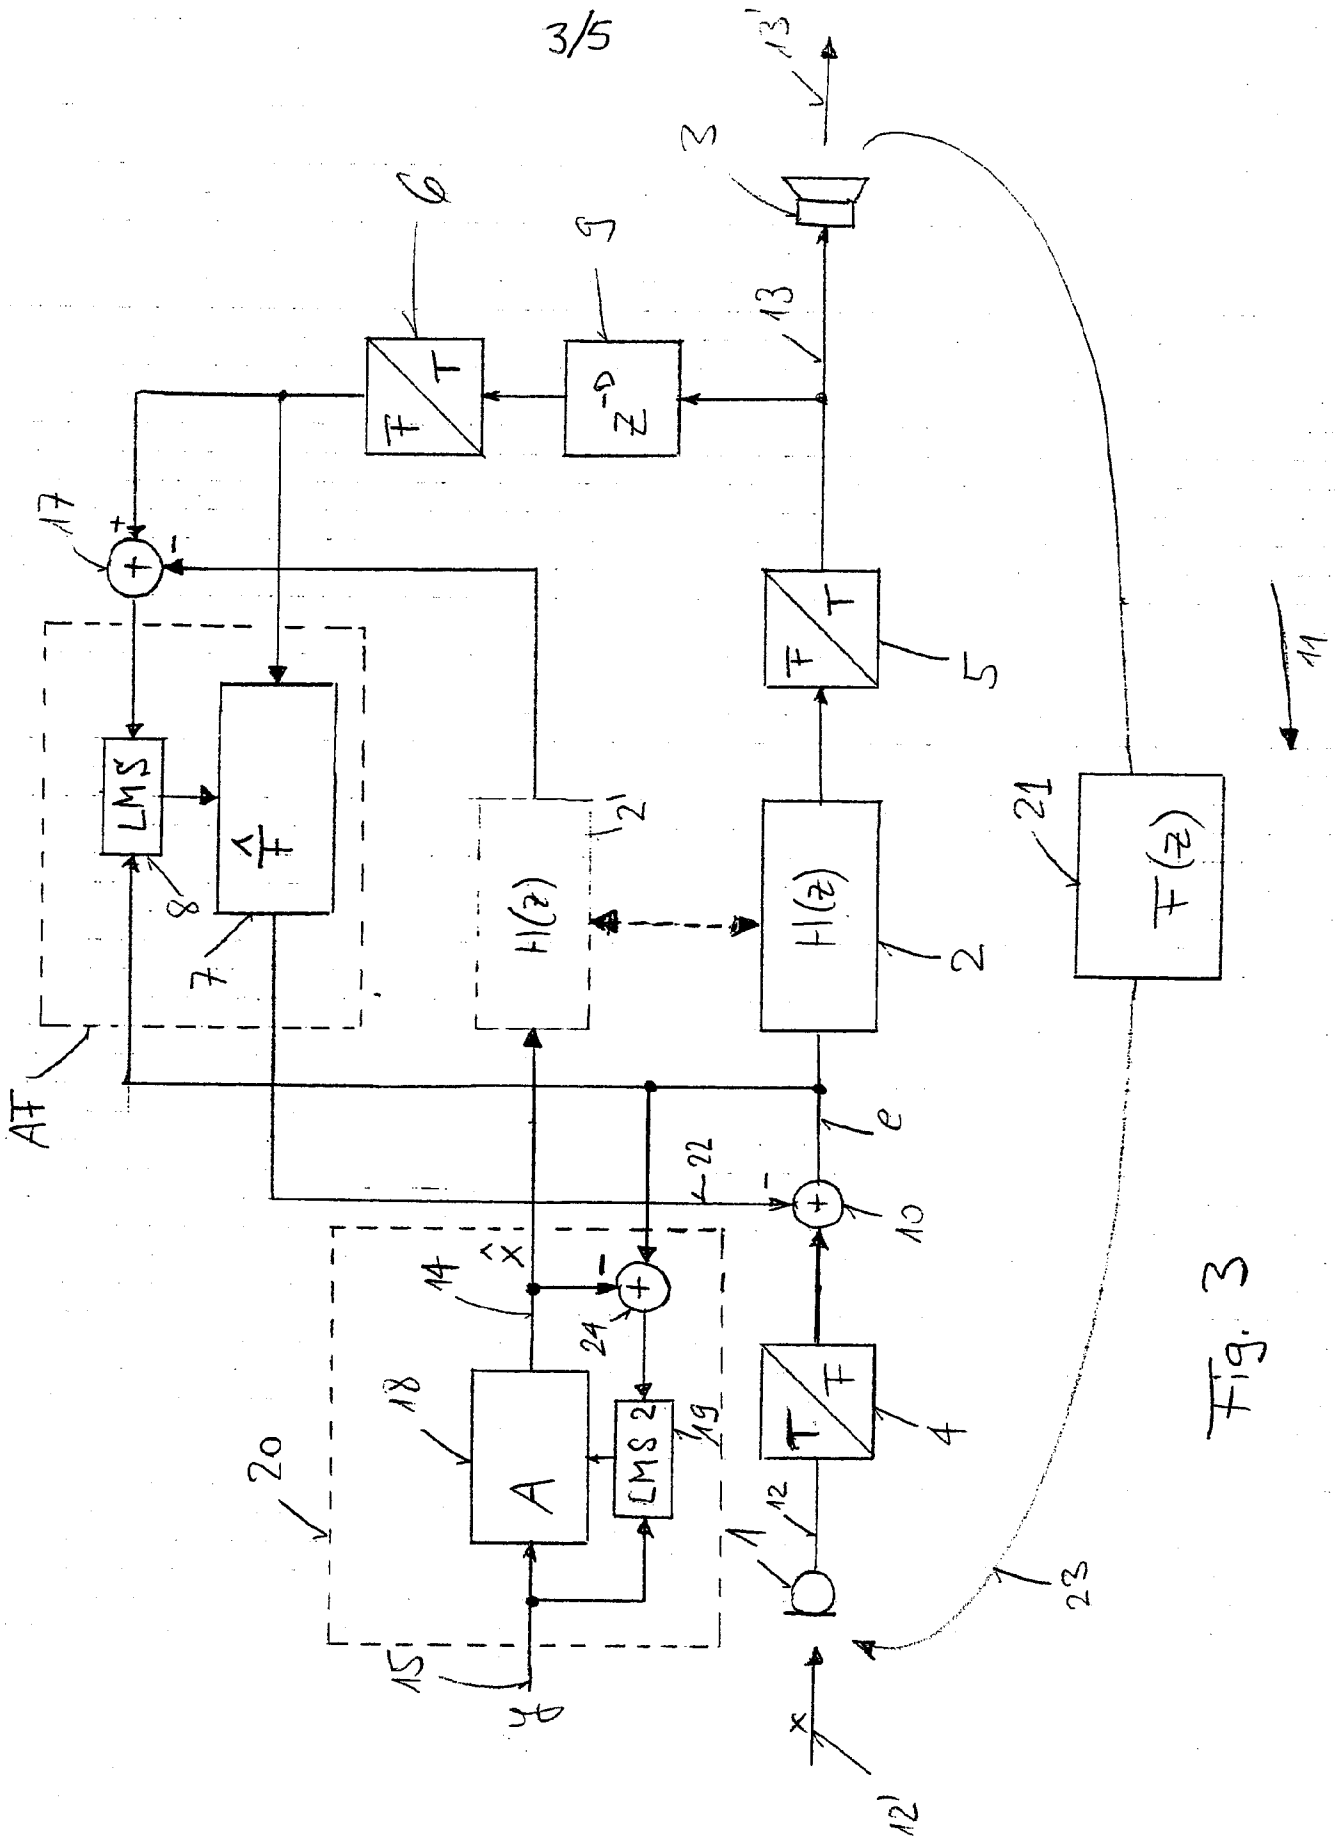 3/5
AF
17
+
-
6
F T
9
z^-D
LMS
8
F̂
7
H(z)
2'
H(z)
2
F T
5
13
3
13'
20
18
A
14
x̂
-
24
LMS 2
19
15
y
22
-
e
10
T F
4
1
12
x
12'
23
21
F(z)
11
Fig. 3